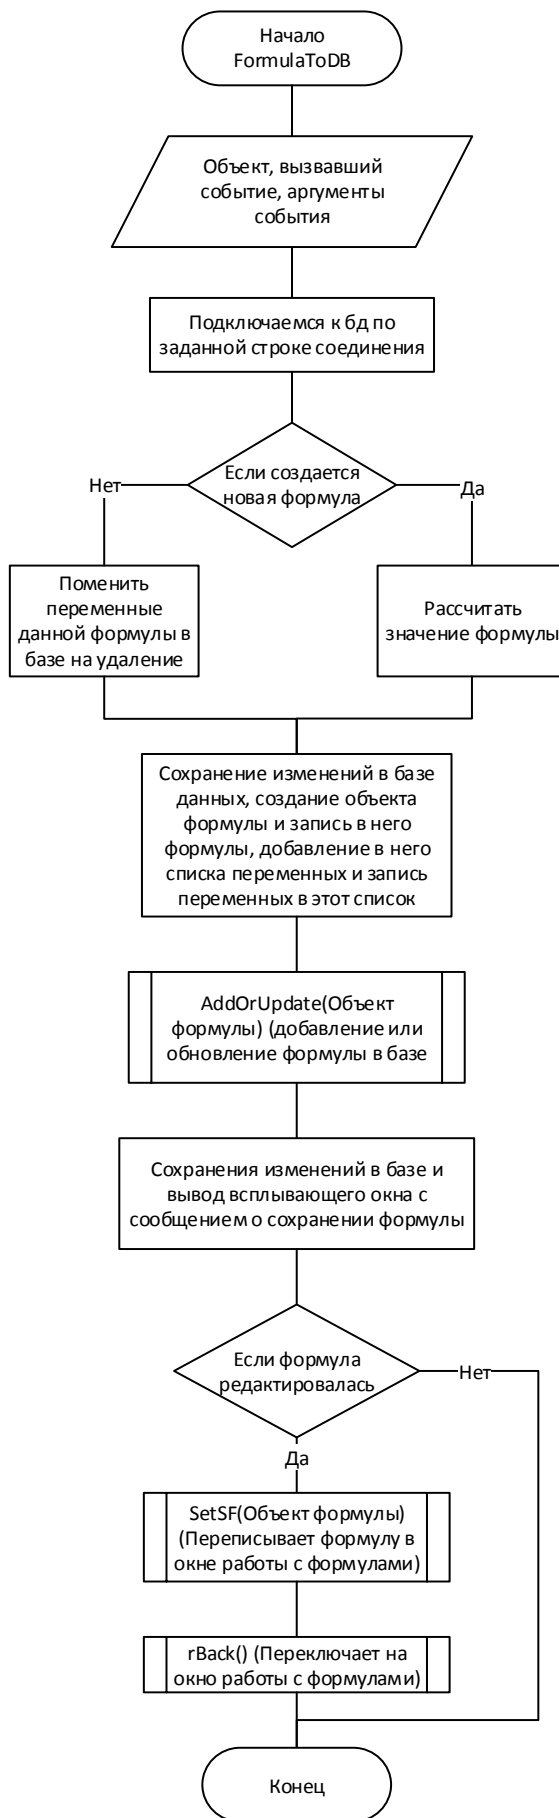 Начало
FormulaToDB
Объект, вызвавший
событие, аргументы
события
Подключаемся к бд по
заданной строке соединения
Если создается
новая формула
Нет
Да
Поменить
переменные
данной формулы в
базе на удаление
Рассчитать
значение формулы
Сохранение изменений в базе
данных, создание объекта
формулы и запись в него
формулы, добавление в него
списка переменных и запись
переменных в этот список
AddOrUpdate(Объект
формулы) (добавление или
обновление формулы в базе
Сохранения изменений в базе и
вывод всплывающего окна с
сообщением о сохранении формулы
Если формула
редактировалась
Нет
Да
SetSF(Объект формулы)
(Переписывает формулу в
окне работы с формулами)
rBack() (Переключает на
окно работы с формулами)
Конец